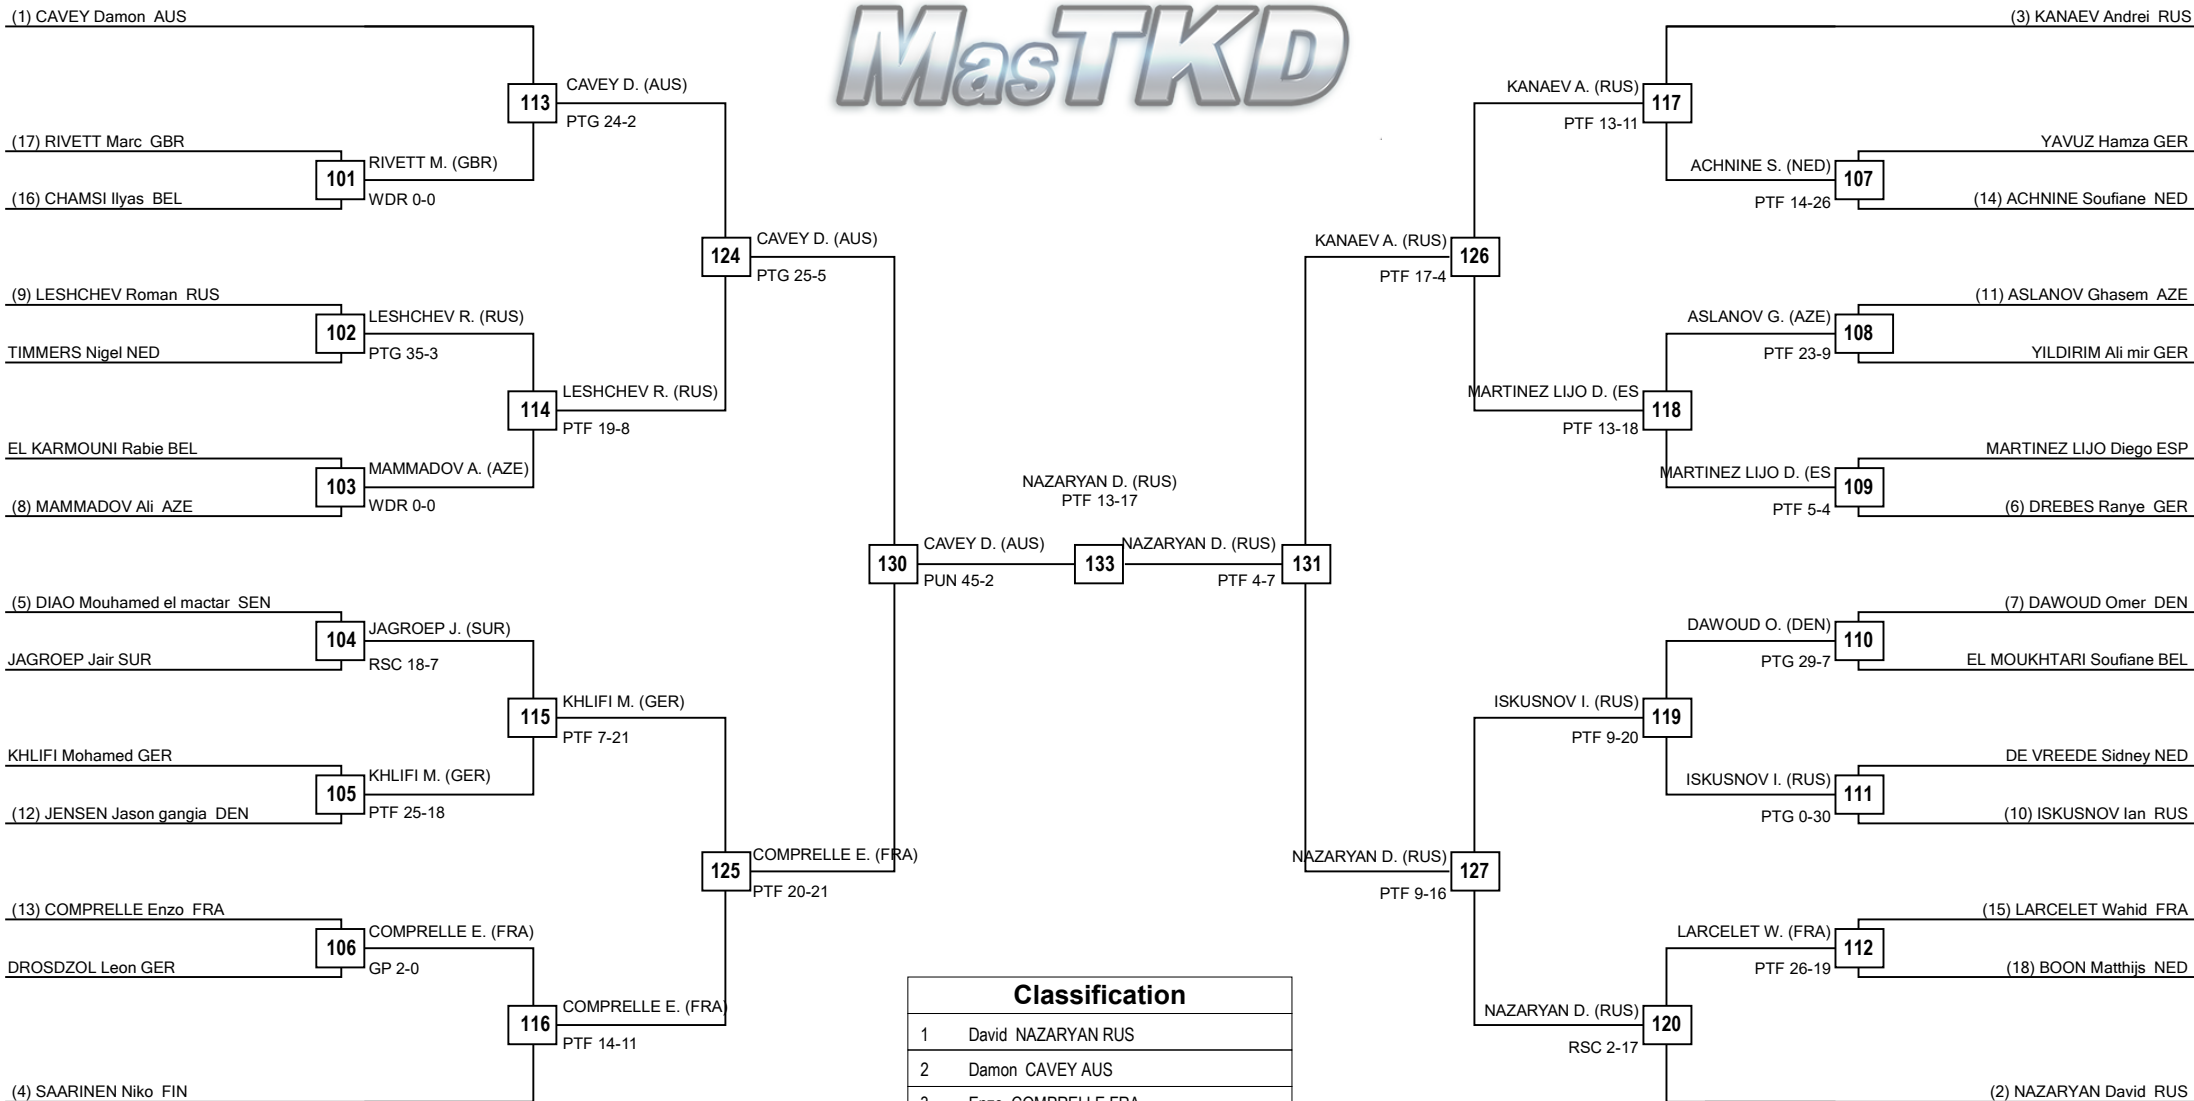 (1) CAVEY Damon AUS
113
CAVEY D. (AUS)
PTG 24-2
(17) RIVETT Marc GBR
101
RIVETT M. (GBR)
WDR 0-0
(16) CHAMSI Ilyas BEL
124
CAVEY D. (AUS)
PTG 25-5
(9) LESHCHEV Roman RUS
102
LESHCHEV R. (RUS)
PTG 35-3
TIMMERS Nigel NED
114
LESHCHEV R. (RUS)
PTF 19-8
EL KARMOUNI Rabie BEL
103
MAMMADOV A. (AZE)
WDR 0-0
(8) MAMMADOV Ali AZE
130
CAVEY D. (AUS)
PUN 45-2
(5) DIAO Mouhamed el mactar SEN
104
JAGROEP J. (SUR)
RSC 18-7
JAGROEP Jair SUR
115
KHLIFI M. (GER)
PTF 7-21
KHLIFI Mohamed GER
105
KHLIFI M. (GER)
PTF 25-18
(12) JENSEN Jason gangia DEN
125
COMPRELLE E. (FRA)
PTF 20-21
(13) COMPRELLE Enzo FRA
106
COMPRELLE E. (FRA)
GP 2-0
DROSDZOL Leon GER
116
COMPRELLE E. (FRA)
PTF 14-11
(4) SAARINEN Niko FIN
MasTKD
NAZARYAN D. (RUS)
PTF 13-17
133
(3) KANAEV Andrei RUS
KANAEV A. (RUS)
117
PTF 13-11
YAVUZ Hamza GER
ACHNINE S. (NED)
107
PTF 14-26
(14) ACHNINE Soufiane NED
KANAEV A. (RUS)
126
PTF 17-4
(11) ASLANOV Ghasem AZE
ASLANOV G. (AZE)
108
PTF 23-9
YILDIRIM Ali mir GER
MARTINEZ LIJO D. (ES
118
PTF 13-18
MARTINEZ LIJO Diego ESP
MARTINEZ LIJO D. (ES
109
PTF 5-4
(6) DREBES Ranye GER
NAZARYAN D. (RUS)
131
PTF 4-7
(7) DAWOUD Omer DEN
DAWOUD O. (DEN)
110
PTG 29-7
EL MOUKHTARI Soufiane BEL
ISKUSNOV I. (RUS)
119
PTF 9-20
DE VREEDE Sidney NED
ISKUSNOV I. (RUS)
111
PTG 0-30
(10) ISKUSNOV Ian RUS
NAZARYAN D. (RUS)
127
PTF 9-16
(15) LARCELET Wahid FRA
LARCELET W. (FRA)
112
PTF 26-19
(18) BOON Matthijs NED
NAZARYAN D. (RUS)
120
RSC 2-17
(2) NAZARYAN David RUS
Classification
1 David NAZARYAN RUS
2 Damon CAVEY AUS
3 Enzo COMPRELLE FRA